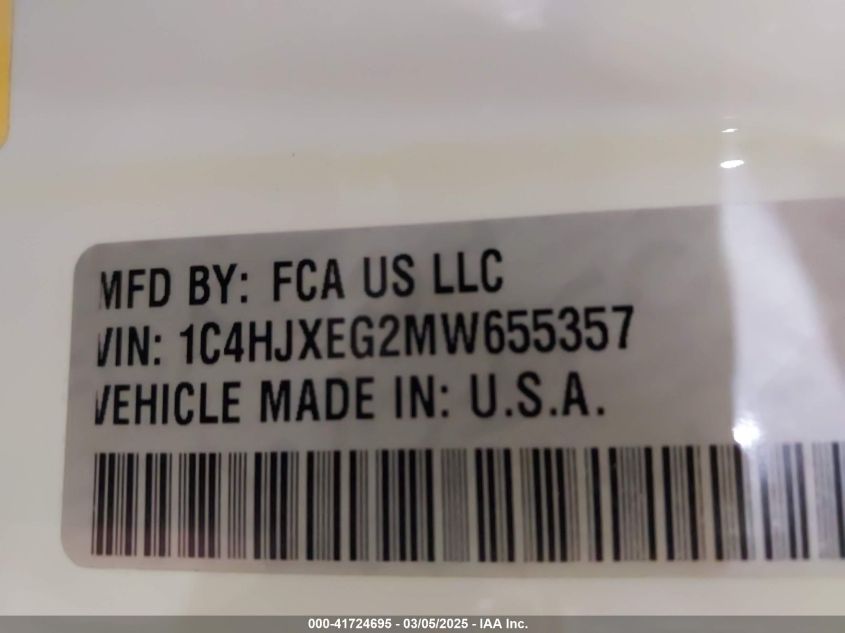 MFD BY: FCA US LLC
VIN: 1C4HJXEG2MW655357
VEHICLE MADE IN: U.S.A.
000-41724695 - 03/05/2025 - IAA Inc.